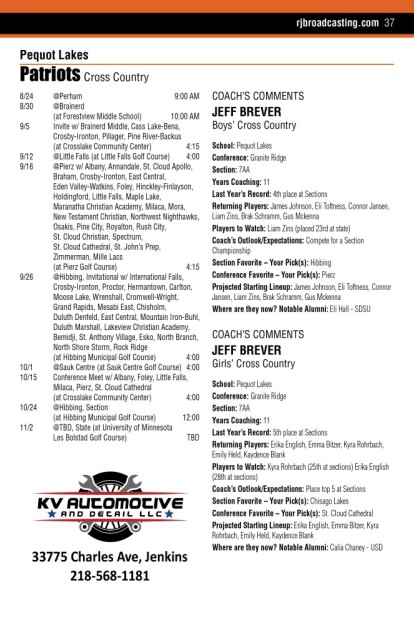 rjbroadcasting.com 37
Pequot Lakes
Patriots Cross Country
8/24 @Perham 9:00 AM
8/30 @Brainerd
(at Forestview Middle School) 10:00 AM
9/5 Invite w/ Brainerd Middle, Cass Lake-Bena,
Crosby-Ironton, Pillager, Pine River-Backus
(at Crosslake Community Center) 4:15
9/12 @Little Falls (at Little Falls Golf Course) 4:00
9/16 @Pierz w/ Albany, Annandale, St. Cloud Apollo,
Braham, Crosby-Ironton, East Central,
Eden Valley-Watkins, Foley, Hinckley-Finlayson,
Holdingford, Little Falls, Maple Lake,
Maranatha Christian Academy, Milaca, Mora,
New Testament Christian, Northwest Nighthawks,
Osakis, Pine City, Royalton, Rush City,
St. Cloud Christian, Spectrum,
St. Cloud Cathedral, St. John's Prep,
Zimmerman, Mille Lacs
(at Pierz Golf Course) 4:15
9/26 @Hibbing, Invitational w/ International Falls,
Crosby-Ironton, Proctor, Hermantown, Carlton,
Moose Lake, Wrenshall, Cromwell-Wright,
Grand Rapids, Mesabi East, Chisholm,
Duluth Denfeld, East Central, Mountain Iron-Buhl,
Duluth Marshall, Lakeview Christian Academy,
Bemidji, St. Anthony Village, Esko, North Branch,
North Shore Storm, Rock Ridge
(at Hibbing Municipal Golf Course) 4:00
10/1 @Sauk Centre (at Sauk Centre Golf Course) 4:00
10/15 Conference Meet w/ Albany, Foley, Little Falls,
Milaca, Pierz, St. Cloud Cathedral
(at Crosslake Community Center) 4:00
10/24 @Hibbing, Section
(at Hibbing Municipal Golf Course) 12:00
11/2 @TBD, State (at University of Minnesota
Les Bolstad Golf Course) TBD
KV AUTOMOTIVE
AND DETAIL LLC
33775 Charles Ave, Jenkins
218-568-1181
COACH'S COMMENTS
JEFF BREVER
Boys' Cross Country
School: Pequot Lakes
Conference: Granite Ridge
Section: 7AA
Years Coaching: 11
Last Year's Record: 4th place at Sections
Returning Players: James Johnson, Eli Toftness, Connor Jansen,
Liam Zins, Brak Schramm, Gus Mckenna
Players to Watch: Liam Zins (placed 23rd at state)
Coach's Outlook/Expectations: Compete for a Section
Championship
Section Favorite – Your Pick(s): Hibbing
Conference Favorite – Your Pick(s): Pierz
Projected Starting Lineup: James Johnson, Eli Toftness, Connor
Jansen, Liam Zins, Brak Schramm, Gus Mckenna
Where are they now? Notable Alumni: Eli Hall - SDSU
COACH'S COMMENTS
JEFF BREVER
Girls' Cross Country
School: Pequot Lakes
Conference: Granite Ridge
Section: 7AA
Years Coaching: 11
Last Year's Record: 5th place at Sections
Returning Players: Erika English, Emma Bitzer, Kyra Rohrbach,
Emily Held, Kaydence Blank
Players to Watch: Kyra Rohrbach (25th at sections) Erika English
(28th at sections)
Coach's Outlook/Expectations: Place top 5 at Sections
Section Favorite – Your Pick(s): Chisago Lakes
Conference Favorite – Your Pick(s): St. Cloud Cathedral
Projected Starting Lineup: Erika English, Emma Bitzer, Kyra
Rohrbach, Emily Held, Kaydence Blank
Where are they now? Notable Alumni: Calia Chaney - USD